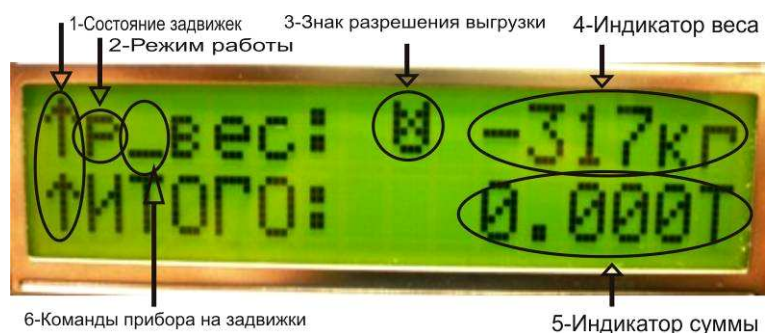 1-Состояние задвижек
2-Режим работы
3-Знак разрешения выгрузки
4-Индикатор веса
↑Р_вес: -317кг
↑ИТОГО: 0.000Т
6-Команды прибора на задвижки
5-Индикатор суммы